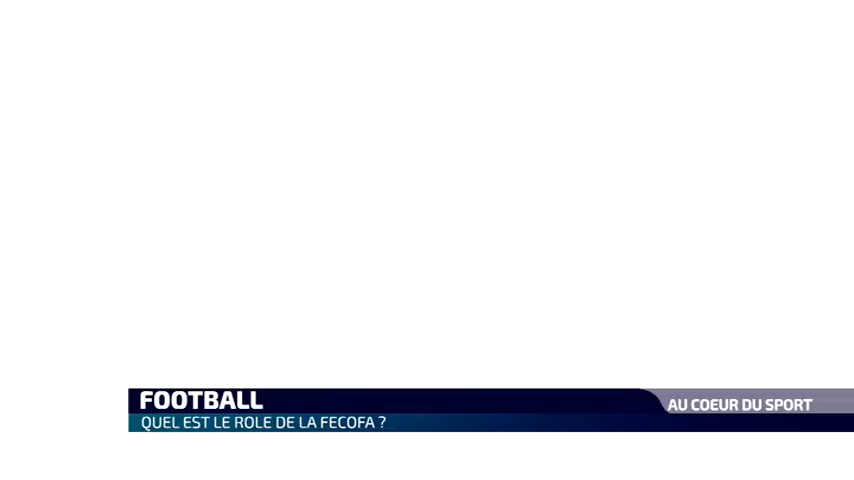 FOOTBALL
AU COEUR DU SPORT
QUEL EST LE ROLE DE LA FECOFA ?